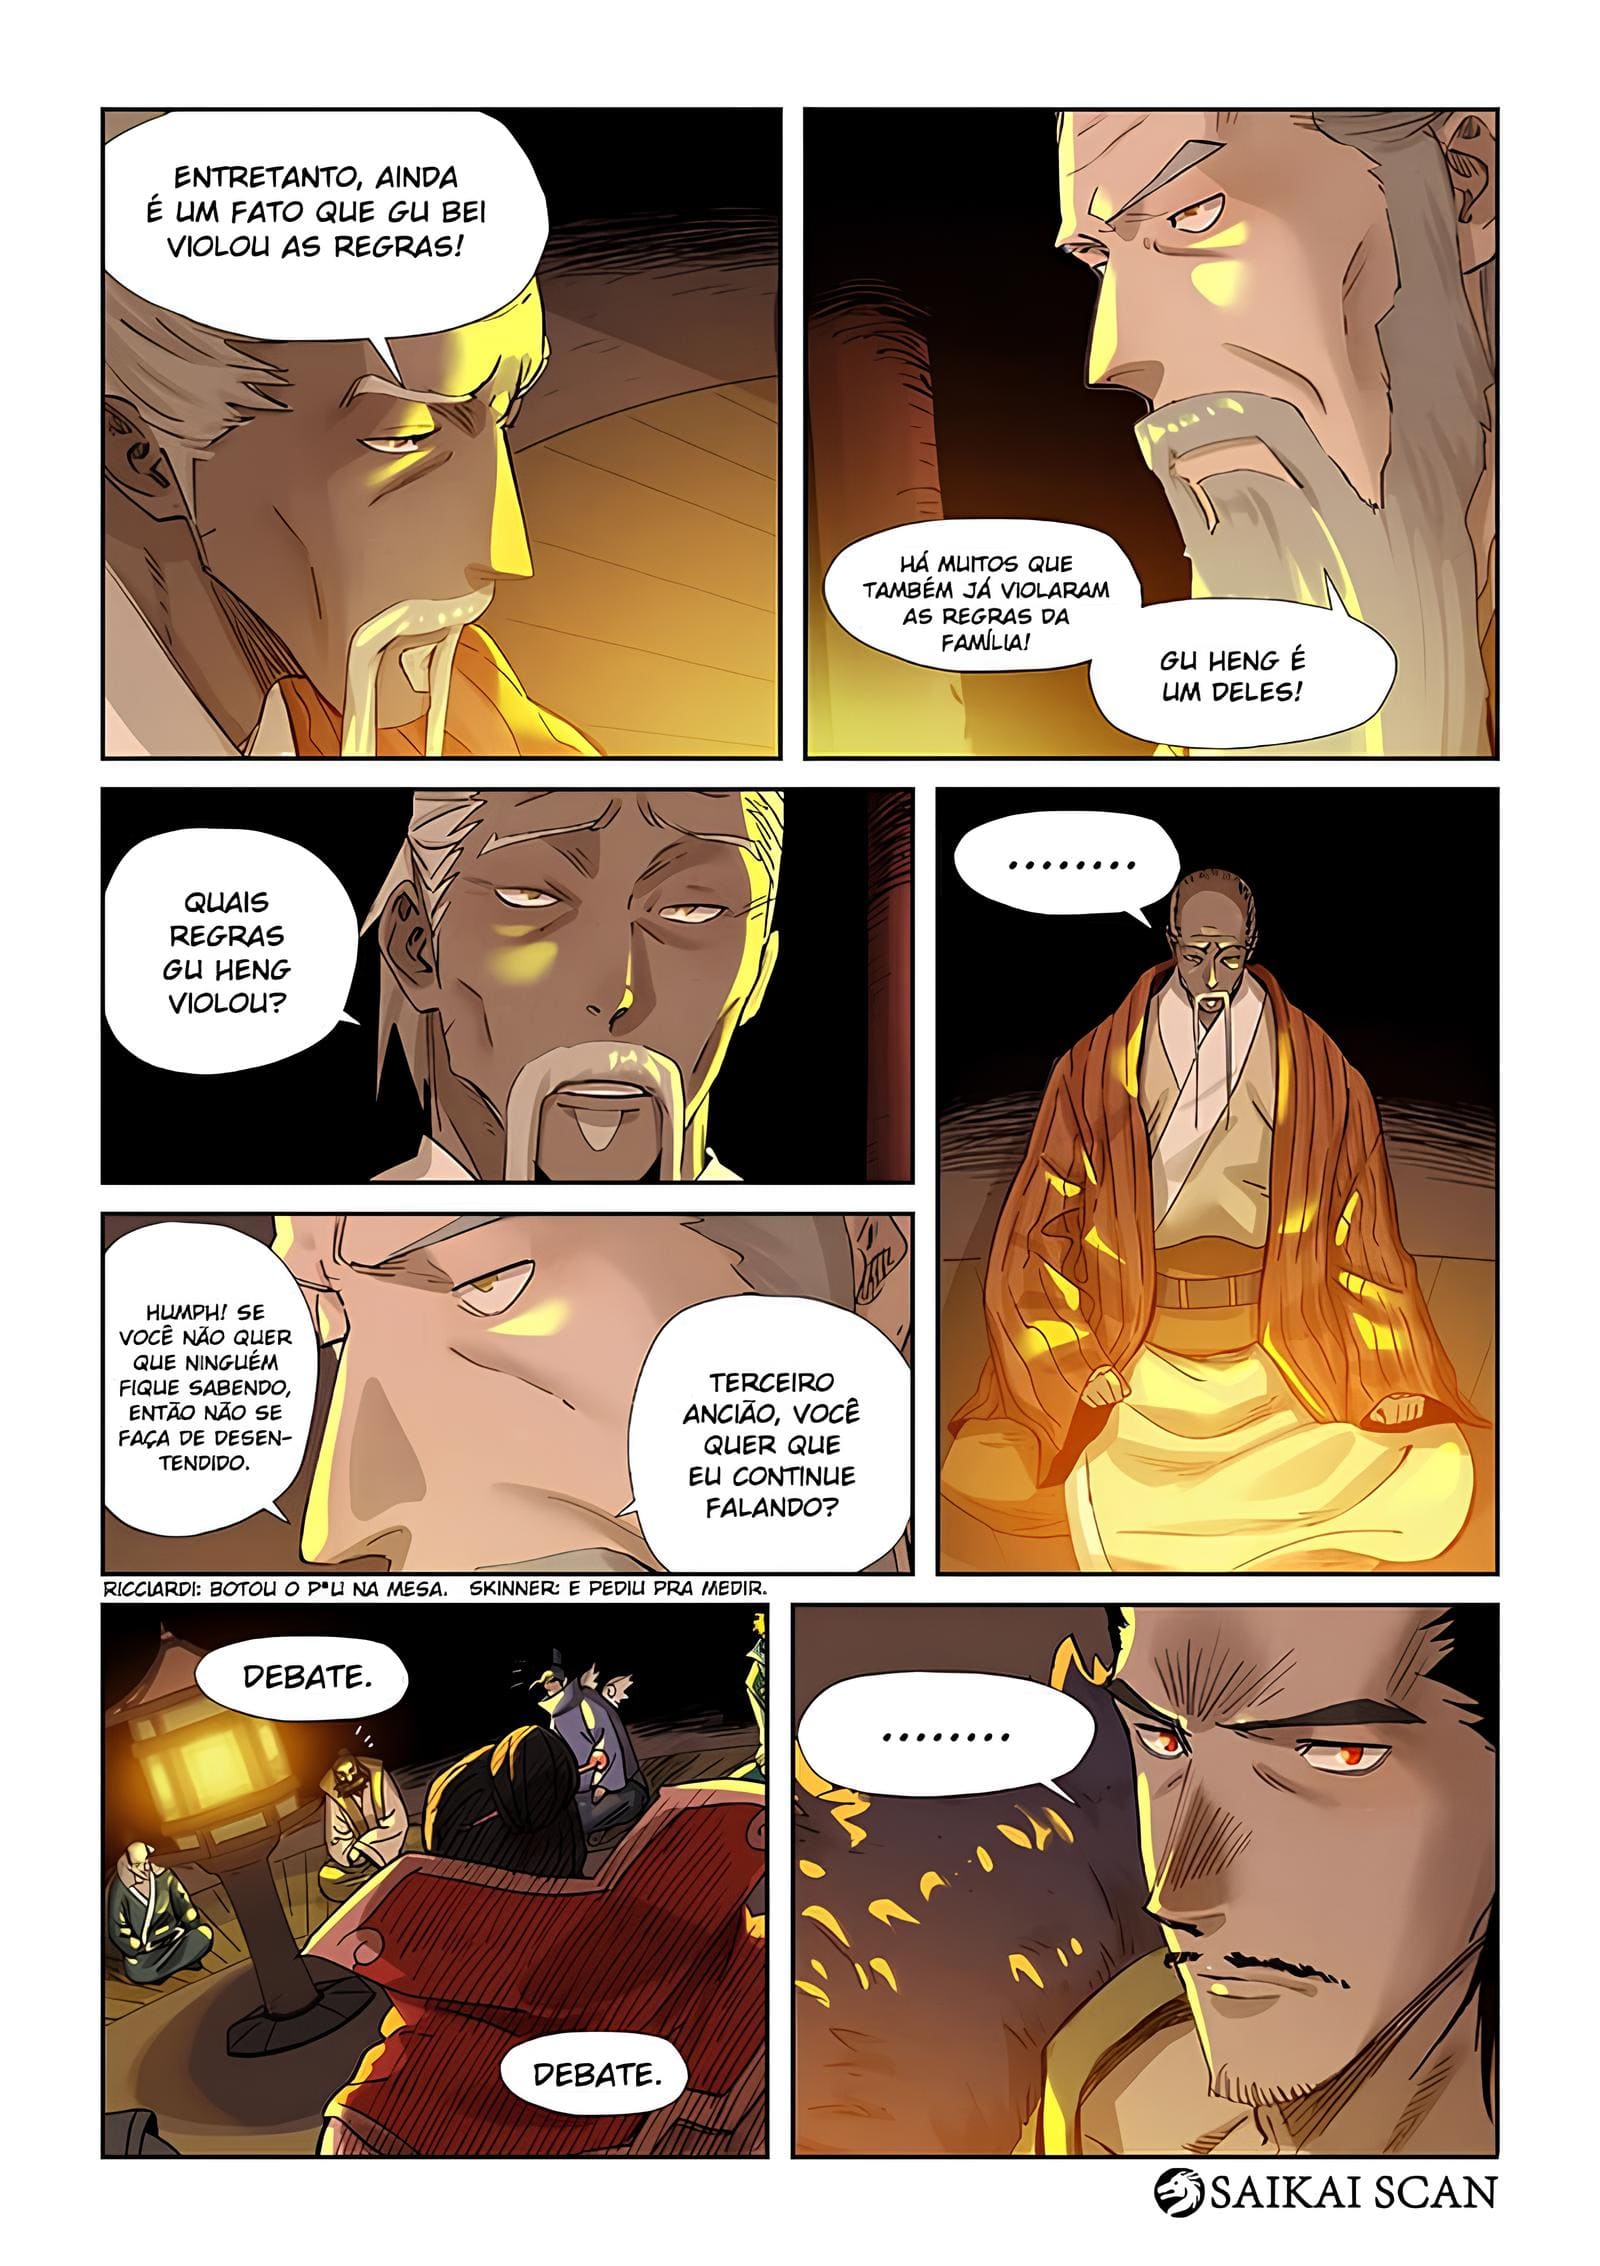 ENTRETANTO, AINDA
É UM FATO QUE GU BEI
VIOLOU AS REGRAS!
HÁ MUITOS QUE
TAMBÉM JÁ VIOLARAM
AS REGRAS DA
FAMÍLIA!
GU HENG É
UM DELES!
QUAIS
REGRAS
GU HENG
VIOLOU?
........
HUMPH! SE
VOCÊ NÃO QUER
QUE NINGUÉM
FIQUE SABENDO,
ENTÃO NÃO SE
FAÇA DE DESEN-
TENDIDO.
TERCEIRO
ANCIÃO, VOCÊ
QUER QUE
EU CONTINUE
FALANDO?
RICCIARDI: BOTOU O P*U NA MESA. SKINNER: E PEDIU PRA MEDIR.
DEBATE.
DEBATE.
........
SAIKAI SCAN